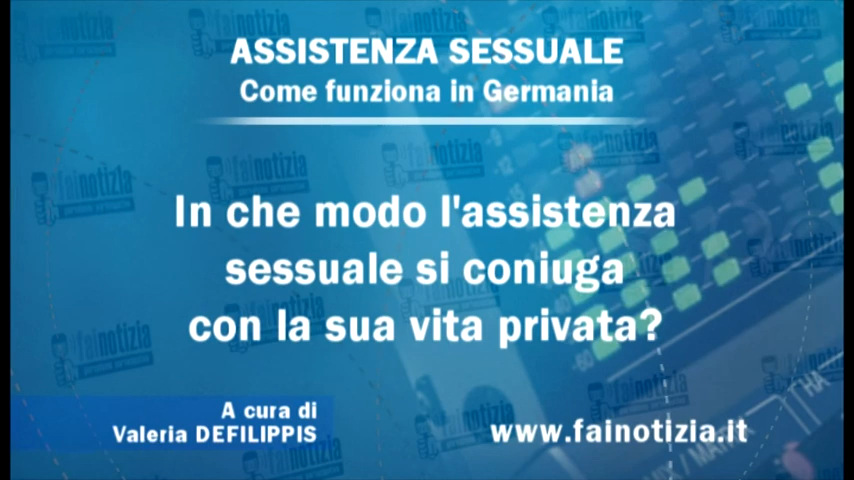 ASSISTENZA SESSUALE
Come funziona in Germania
In che modo l'assistenza
sessuale si coniuga
con la sua vita privata?
A cura di
Valeria DEFILIPPIS
www.fainotizia.it
fainotizia